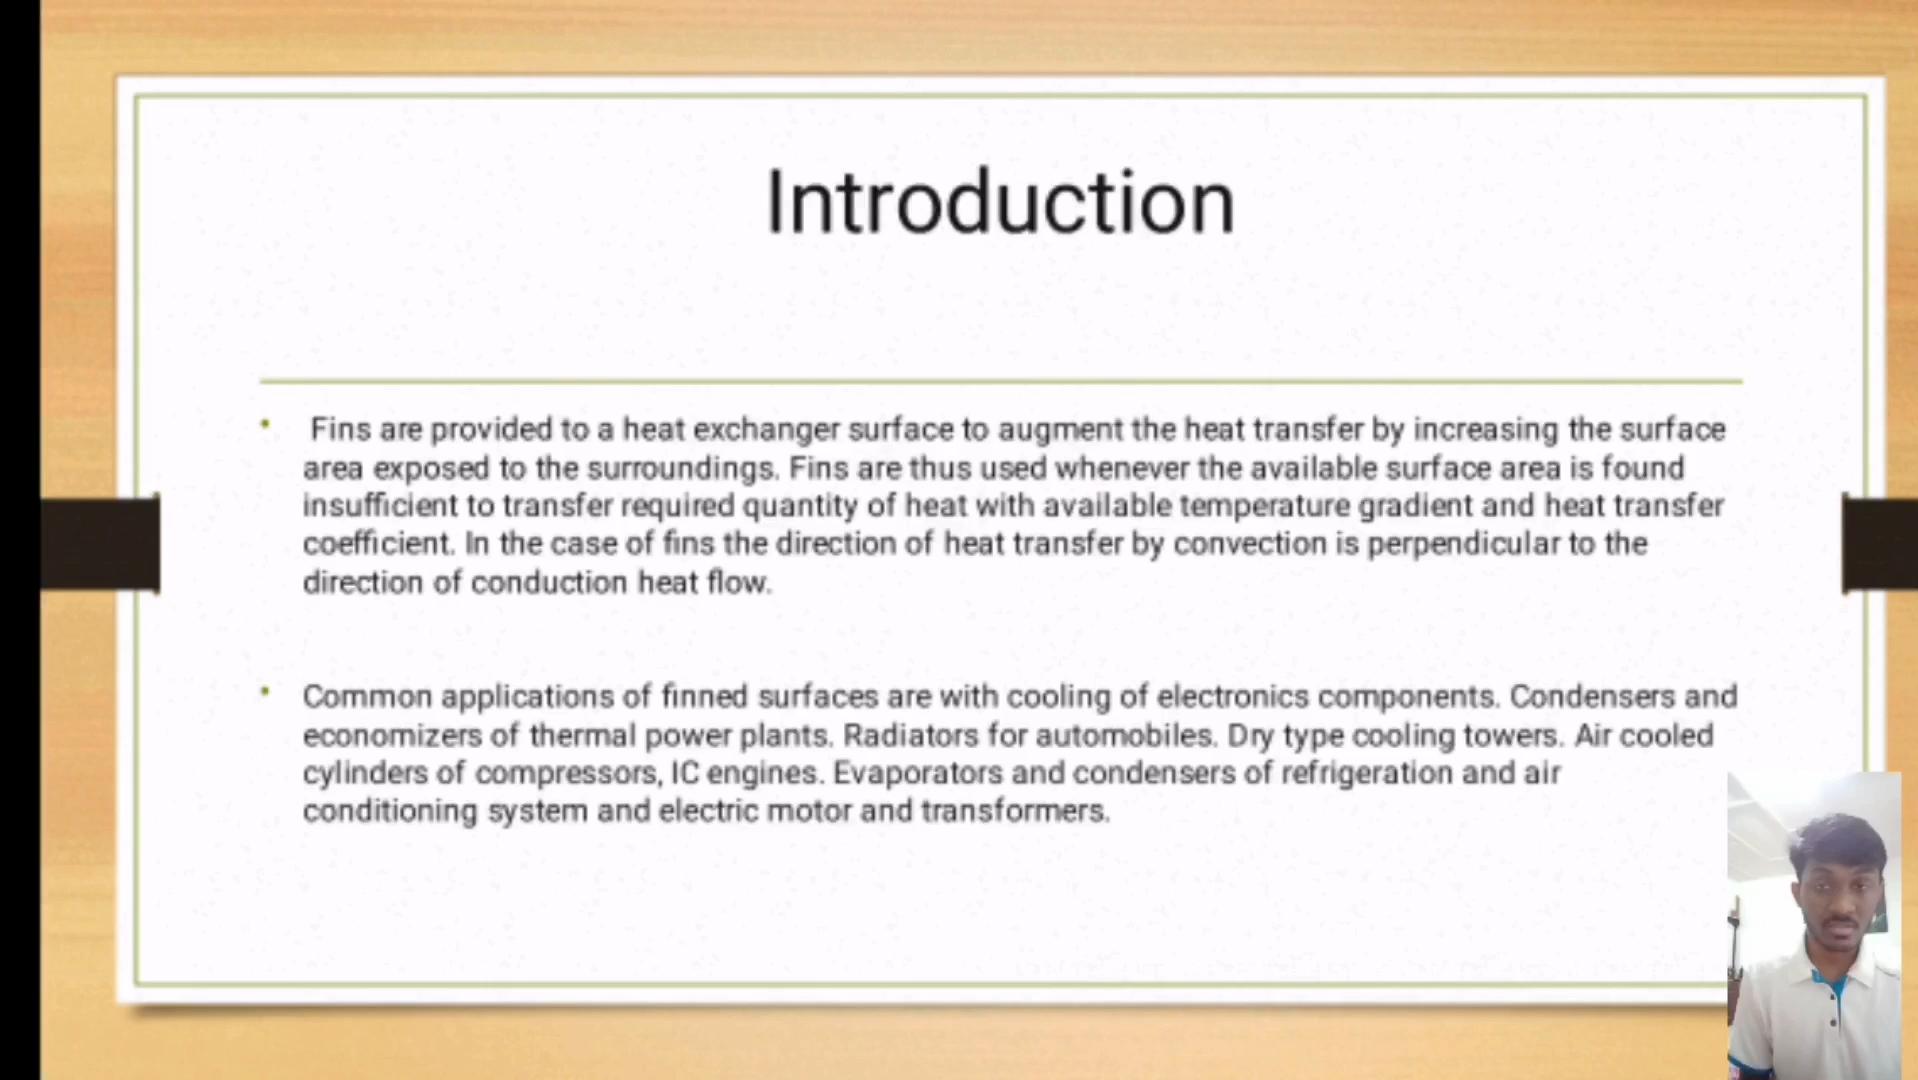 Introduction
• Fins are provided to a heat exchanger surface to augment the heat transfer by increasing the surface
area exposed to the surroundings. Fins are thus used whenever the available surface area is found
insufficient to transfer required quantity of heat with available temperature gradient and heat transfer
coefficient. In the case of fins the direction of heat transfer by convection is perpendicular to the
direction of conduction heat flow.
• Common applications of finned surfaces are with cooling of electronics components. Condensers and
economizers of thermal power plants. Radiators for automobiles. Dry type cooling towers. Air cooled
cylinders of compressors, IC engines. Evaporators and condensers of refrigeration and air
conditioning system and electric motor and transformers.